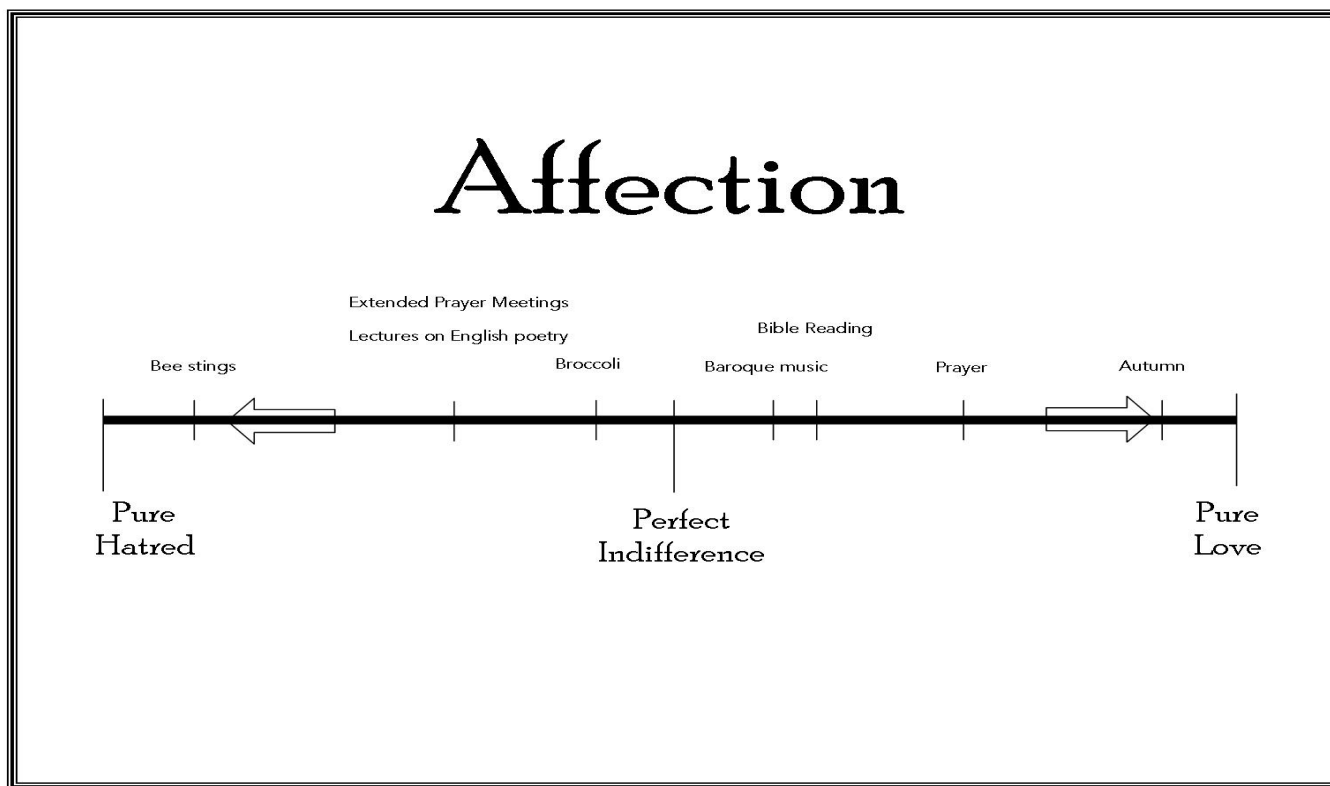 Affection
Extended Prayer Meetings
Lectures on English poetry
Bible Reading
Bee stings
Broccoli
Baroque music
Prayer
Autumn
Pure
Hatred
Perfect
Indifference
Pure
Love